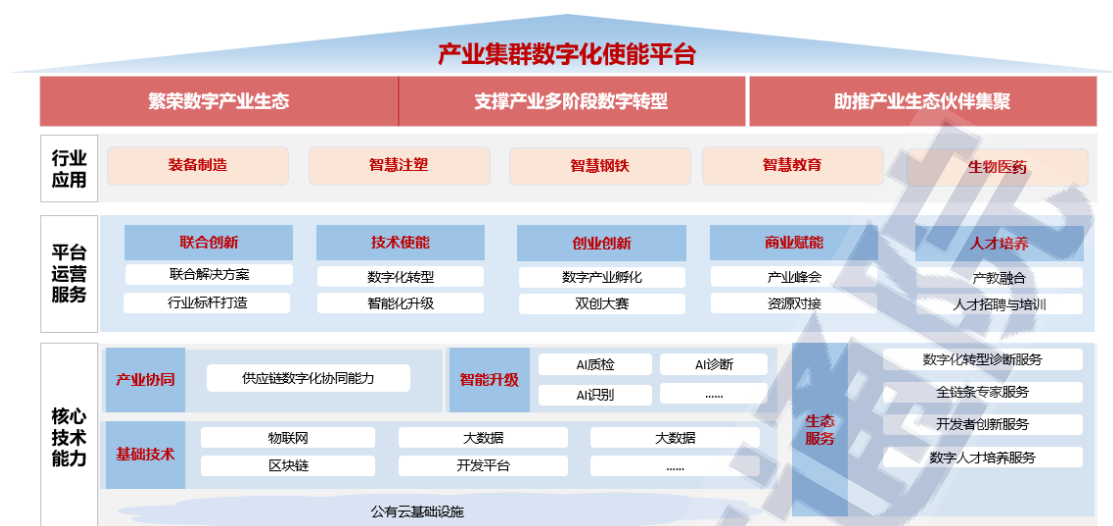 产业集群数字化使能平台
繁荣数字产业生态 支撑产业多阶段数字转型 助推产业生态伙伴集聚
行业
应用
装备制造 智慧注塑 智慧钢铁 智慧教育 生物医药
平台
运营
服务
联合创新 技术使能 创业创新 商业赋能 人才培养
联合解决方案 数字化转型 数字产业孵化 产业峰会 产教融合
行业标杆打造 智能化升级 双创大赛 资源对接 人才招聘与培训
核心
技术
能力
产业协同
供应链数字化协同能力
智能升级
AI质检 AI诊断
AI识别 ......
基础技术
物联网 大数据 大数据
区块链 开发平台 ......
公有云基础设施
生态
服务
数字化转型诊断服务
全链条专家服务
开发者创新服务
数字人才培养服务